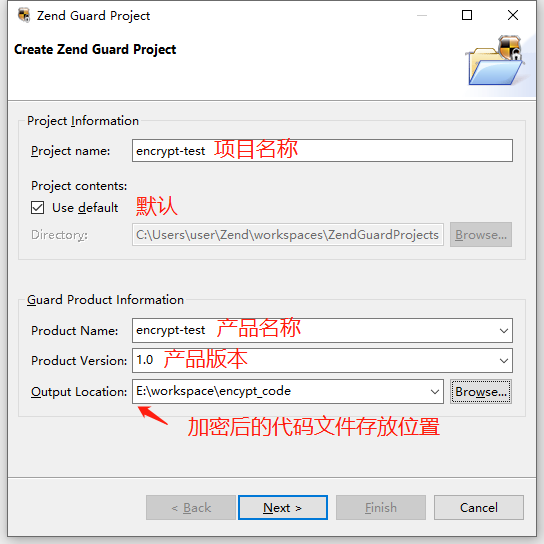 Zend Guard Project
Create Zend Guard Project
Project Information
Project name: encrypt-test 项目名称
Project contents:
Use default 默认
Directory: C:\Users\user\Zend\workspaces\ZendGuardProjects Browse...
Guard Product Information
Product Name: encrypt-test 产品名称
Product Version: 1.0 产品版本
Output Location: E:\workspace\encypt_code Browse...
加密后的代码文件存放位置
< Back Next > Finish Cancel